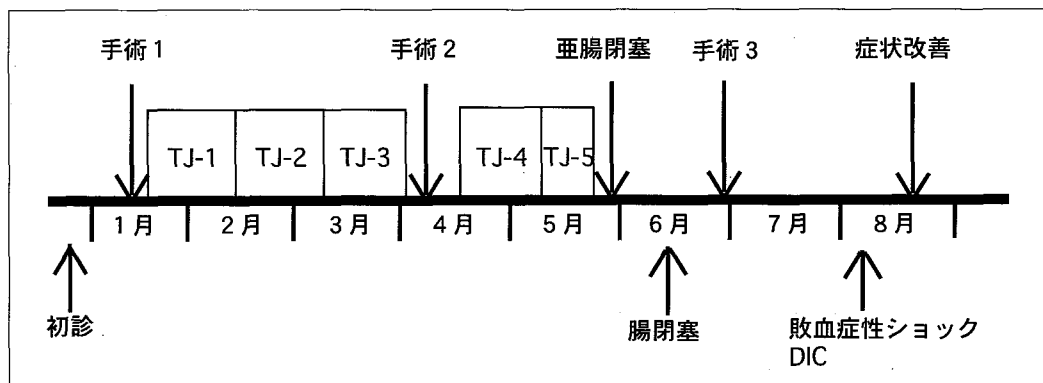 手術1
手術2
亜腸閉塞
手術3
症状改善
TJ-1
TJ-2
TJ-3
TJ-4
TJ-5
1月
2月
3月
4月
5月
6月
7月
8月
初診
腸閉塞
敗血症性ショック
DIC